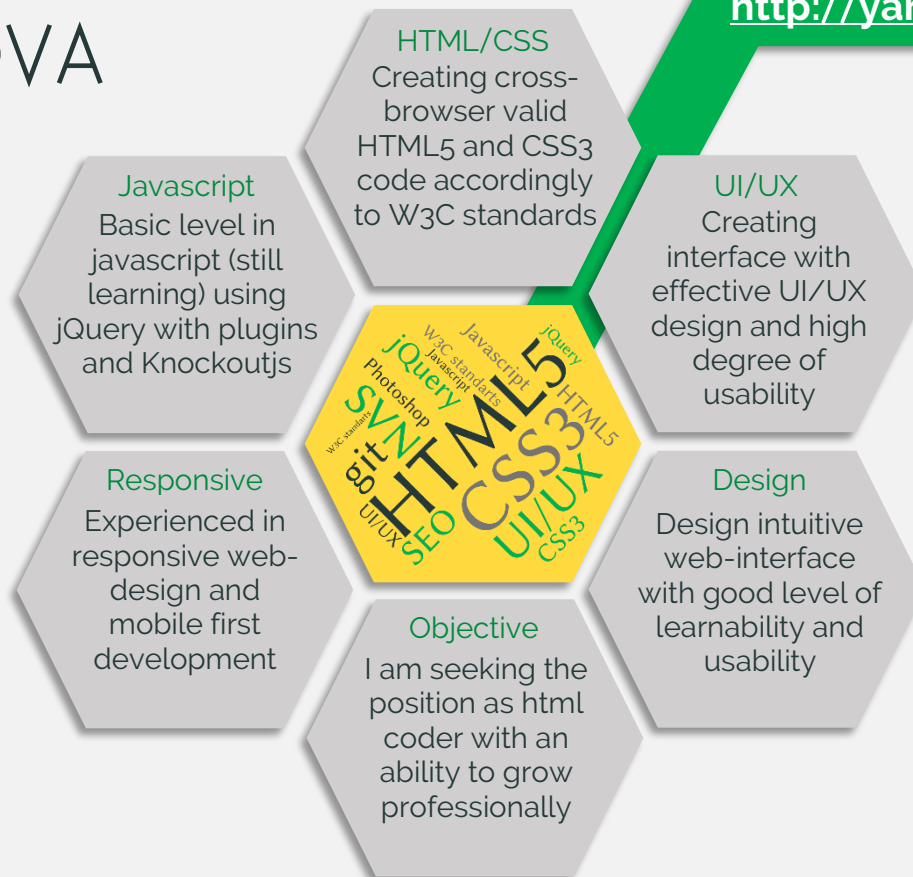 VA
http://ya
HTML/CSS
Creating cross-
browser valid
HTML5 and CSS3
code accordingly
to W3C standards
Javascript
Basic level in
javascript (still
learning) using
jQuery with plugins
and Knockoutjs
UI/UX
Creating
interface with
effective UI/UX
design and high
degree of
usability
jQuery
W3C standarts
Javascript
Javascript
jQuery
Photoshop
SVN
W3C standarts
HTML5
HTML5
git
CSS3
UI/UX
SEO
UI/UX
CSS3
Responsive
Experienced in
responsive web-
design and
mobile first
development
Design
Design intuitive
web-interface
with good level of
learnability and
usability
Objective
I am seeking the
position as html
coder with an
ability to grow
professionally